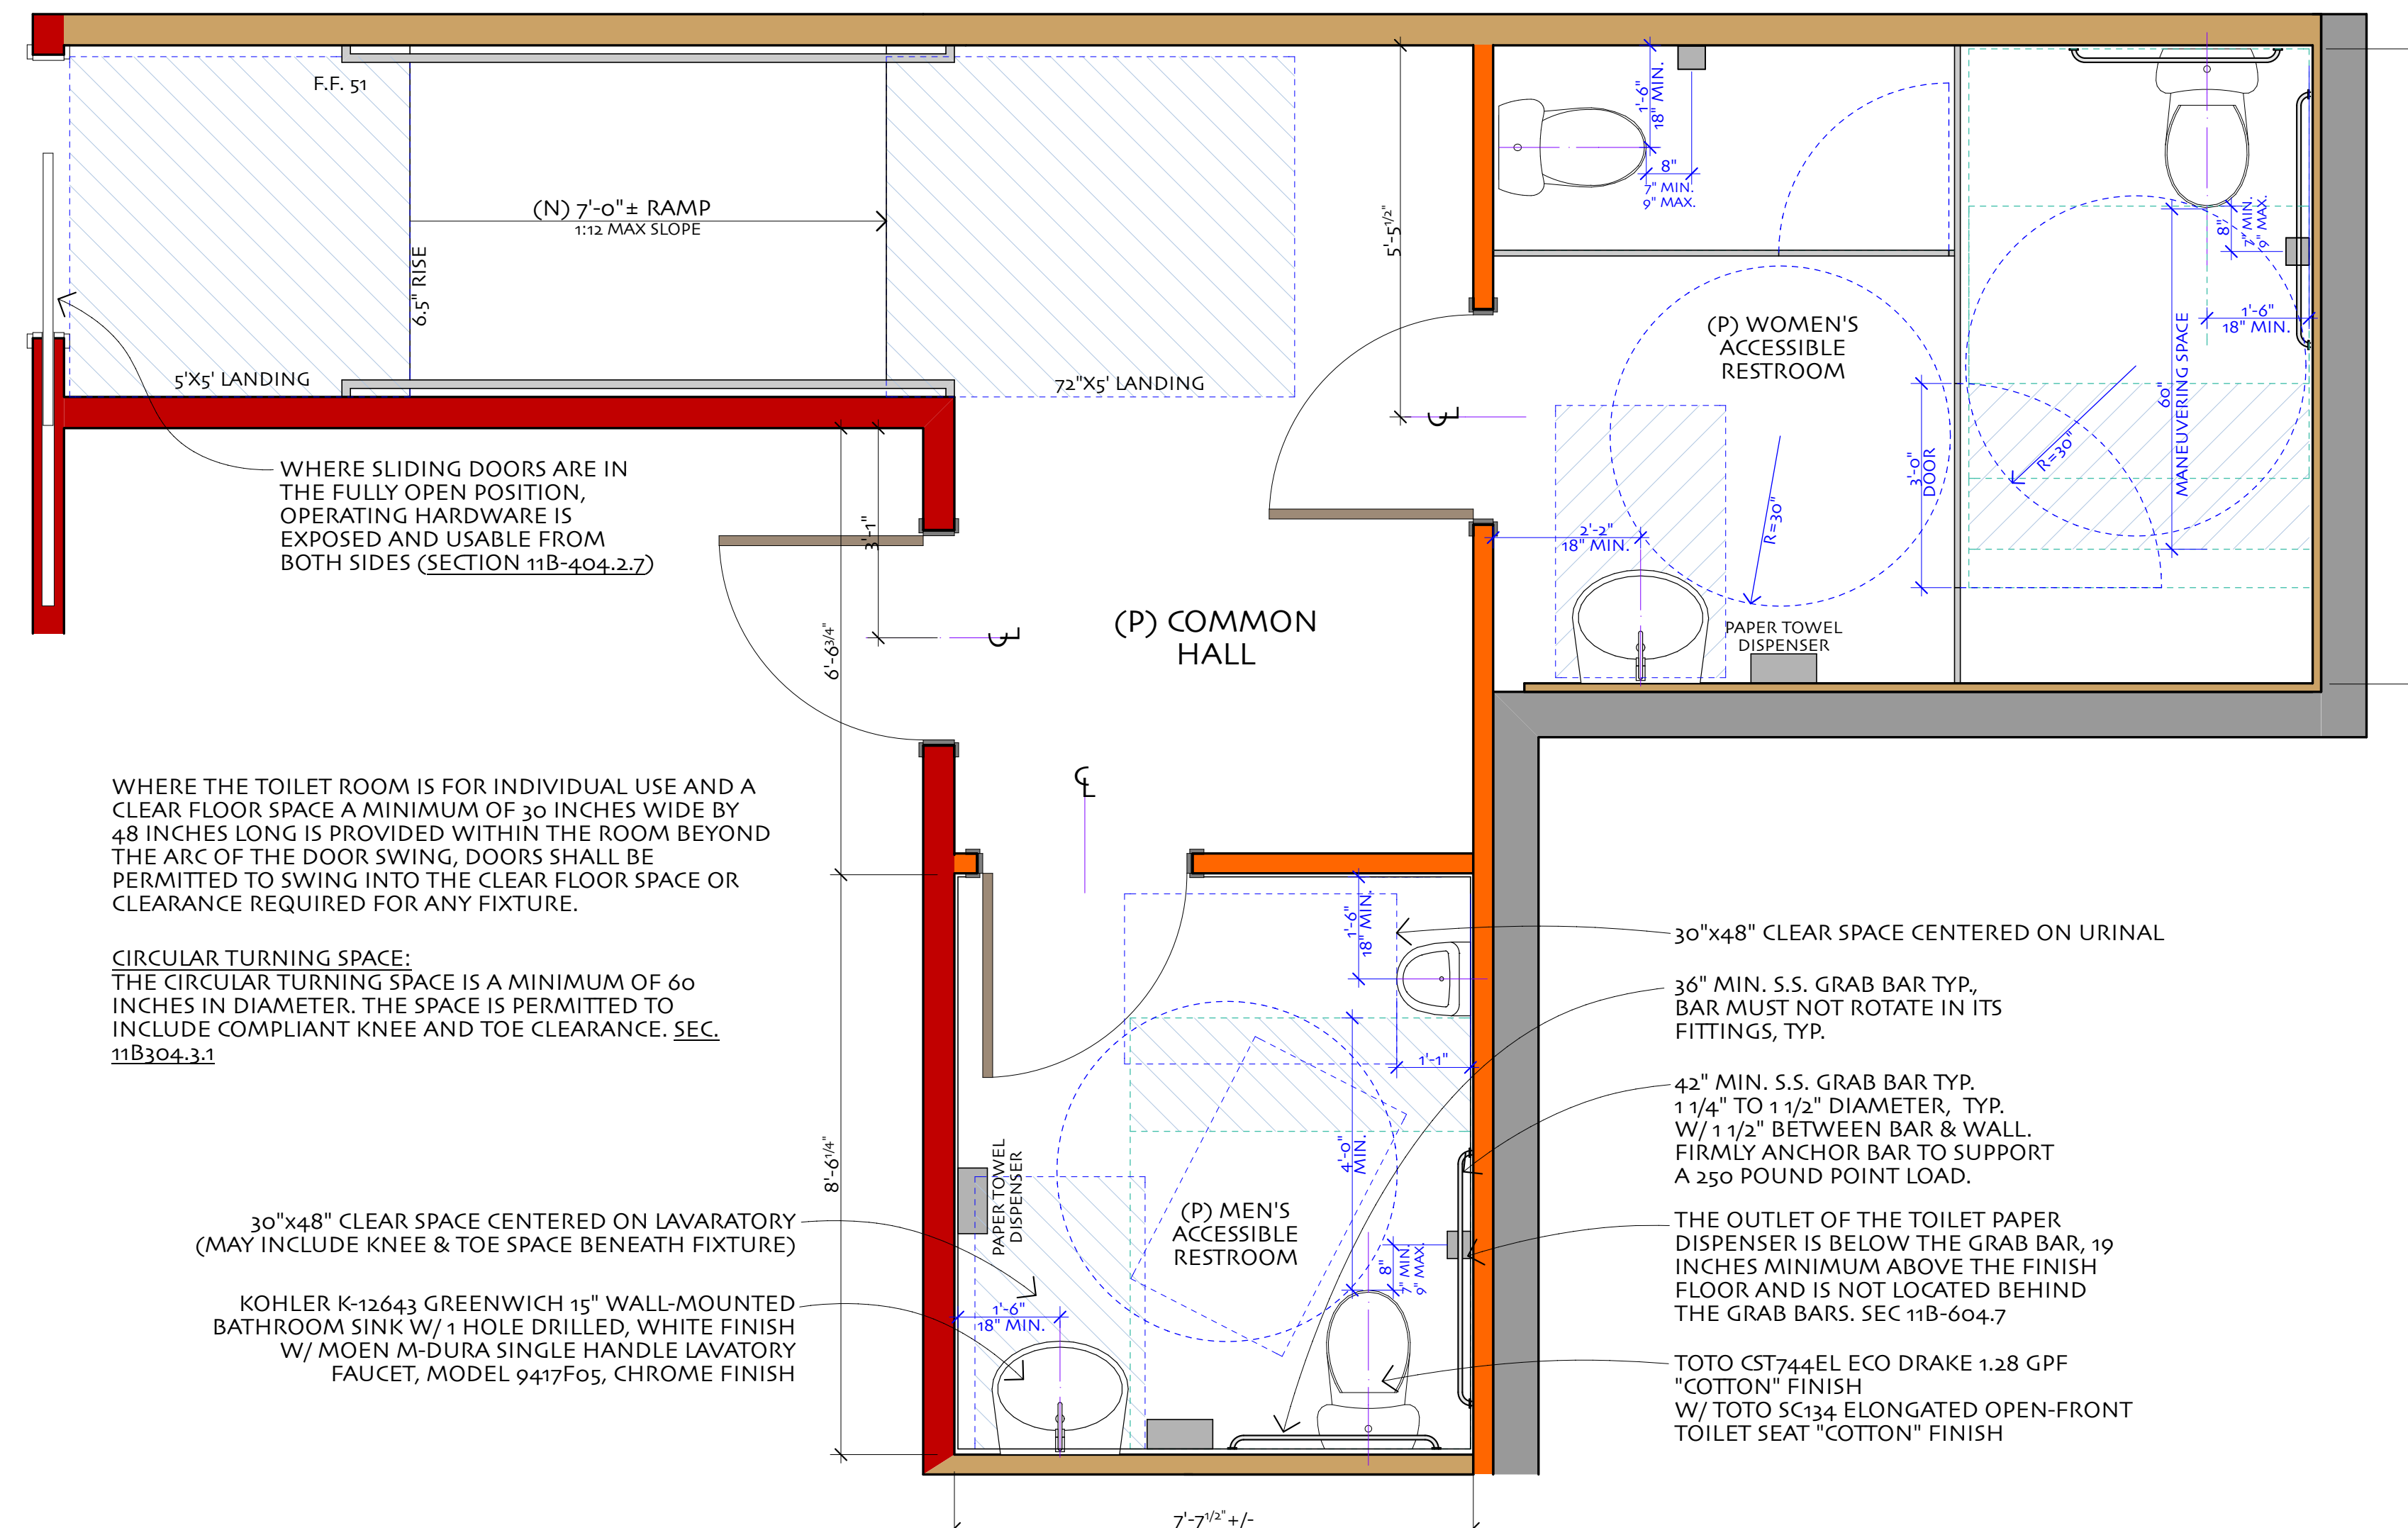 F.F. 51
(N) 7'-0"± RAMP
1:12 MAX SLOPE
6.5" RISE
5'X5' LANDING
72"X5' LANDING
5'-5 1/2"
CL
1'-6"
18" MIN.
8"
7" MIN.
9" MAX.
(P) WOMEN'S
ACCESSIBLE
RESTROOM
8"
7" MIN.
9" MAX.
1'-6"
18" MIN.
60"
MANEUVERING SPACE
R=30"
3'-0"
DOOR
R=30"
2'-2"
18" MIN.
PAPER TOWEL
DISPENSER
WHERE SLIDING DOORS ARE IN
THE FULLY OPEN POSITION,
OPERATING HARDWARE IS
EXPOSED AND USABLE FROM
BOTH SIDES (SECTION 11B-404.2.7)
3'-1"
6'-6 3/4"
CL
(P) COMMON
HALL
CL
WHERE THE TOILET ROOM IS FOR INDIVIDUAL USE AND A
CLEAR FLOOR SPACE A MINIMUM OF 30 INCHES WIDE BY
48 INCHES LONG IS PROVIDED WITHIN THE ROOM BEYOND
THE ARC OF THE DOOR SWING, DOORS SHALL BE
PERMITTED TO SWING INTO THE CLEAR FLOOR SPACE OR
CLEARANCE REQUIRED FOR ANY FIXTURE.
CIRCULAR TURNING SPACE:
THE CIRCULAR TURNING SPACE IS A MINIMUM OF 60
INCHES IN DIAMETER. THE SPACE IS PERMITTED TO
INCLUDE COMPLIANT KNEE AND TOE CLEARANCE. SEC.
11B304.3.1
8'-6 1/4"
1'-6"
18" MIN.
1'-1"
4'-0"
MIN.
PAPER TOWEL
DISPENSER
(P) MEN'S
ACCESSIBLE
RESTROOM
8"
7" MIN.
9" MAX.
1'-6"
18" MIN.
30"x48" CLEAR SPACE CENTERED ON LAVARATORY
(MAY INCLUDE KNEE & TOE SPACE BENEATH FIXTURE)
KOHLER K-12643 GREENWICH 15" WALL-MOUNTED
BATHROOM SINK W/ 1 HOLE DRILLED, WHITE FINISH
W/ MOEN M-DURA SINGLE HANDLE LAVATORY
FAUCET, MODEL 9417F05, CHROME FINISH
30"x48" CLEAR SPACE CENTERED ON URINAL
36" MIN. S.S. GRAB BAR TYP.,
BAR MUST NOT ROTATE IN ITS
FITTINGS, TYP.
42" MIN. S.S. GRAB BAR TYP.
1 1/4" TO 1 1/2" DIAMETER, TYP.
W/ 1 1/2" BETWEEN BAR & WALL.
FIRMLY ANCHOR BAR TO SUPPORT
A 250 POUND POINT LOAD.
THE OUTLET OF THE TOILET PAPER
DISPENSER IS BELOW THE GRAB BAR, 19
INCHES MINIMUM ABOVE THE FINISH
FLOOR AND IS NOT LOCATED BEHIND
THE GRAB BARS. SEC 11B-604.7
TOTO CST744EL ECO DRAKE 1.28 GPF
"COTTON" FINISH
W/ TOTO SC134 ELONGATED OPEN-FRONT
TOILET SEAT "COTTON" FINISH
7'-7 1/2" +/-